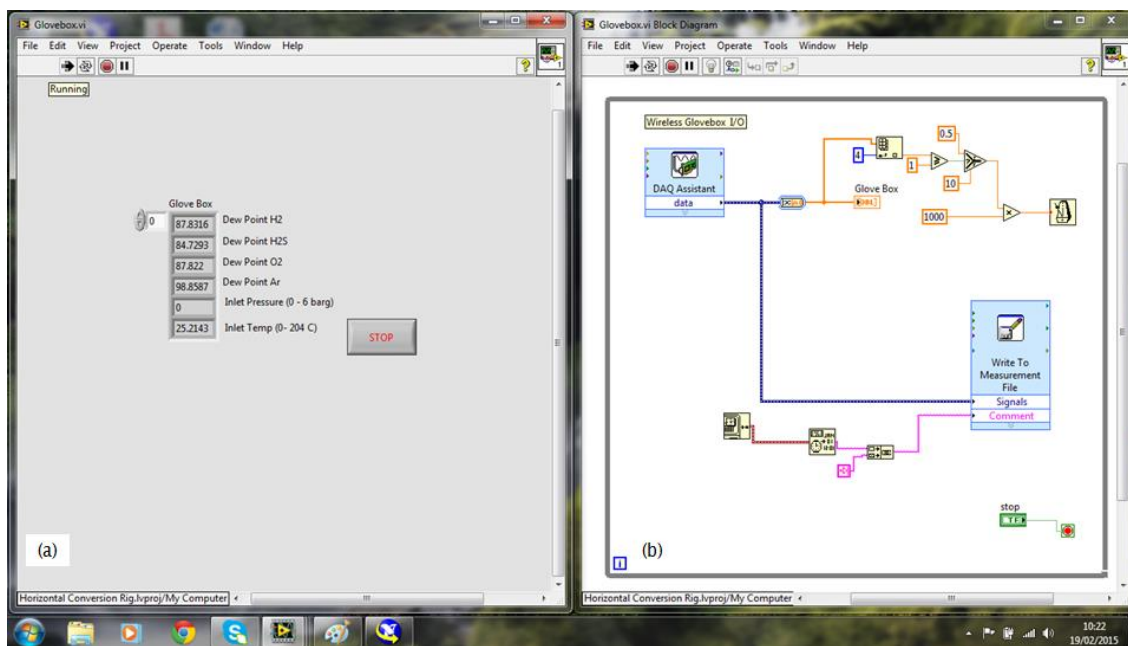 Glovebox.vi
File Edit View Project Operate Tools Window Help
Running
Glove Box
0
87.8316 Dew Point H2
84.7293 Dew Point H2S
87.822 Dew Point O2
98.8587 Dew Point Ar
0 Inlet Pressure (0 - 6 barg)
25.2143 Inlet Temp (0- 204 C)
STOP
(a)
Horizontal Conversion Rig.lvproj/My Computer
Glovebox.vi Block Diagram
File Edit View Project Operate Tools Window Help
Wireless Glovebox I/O
DAQ Assistant
data
Glove Box
4
1
0.5
10
1000
Write To
Measurement
File
Signals
Comment
stop
TF
i
(b)
Horizontal Conversion Rig.lvproj/My Computer
10:22
19/02/2015